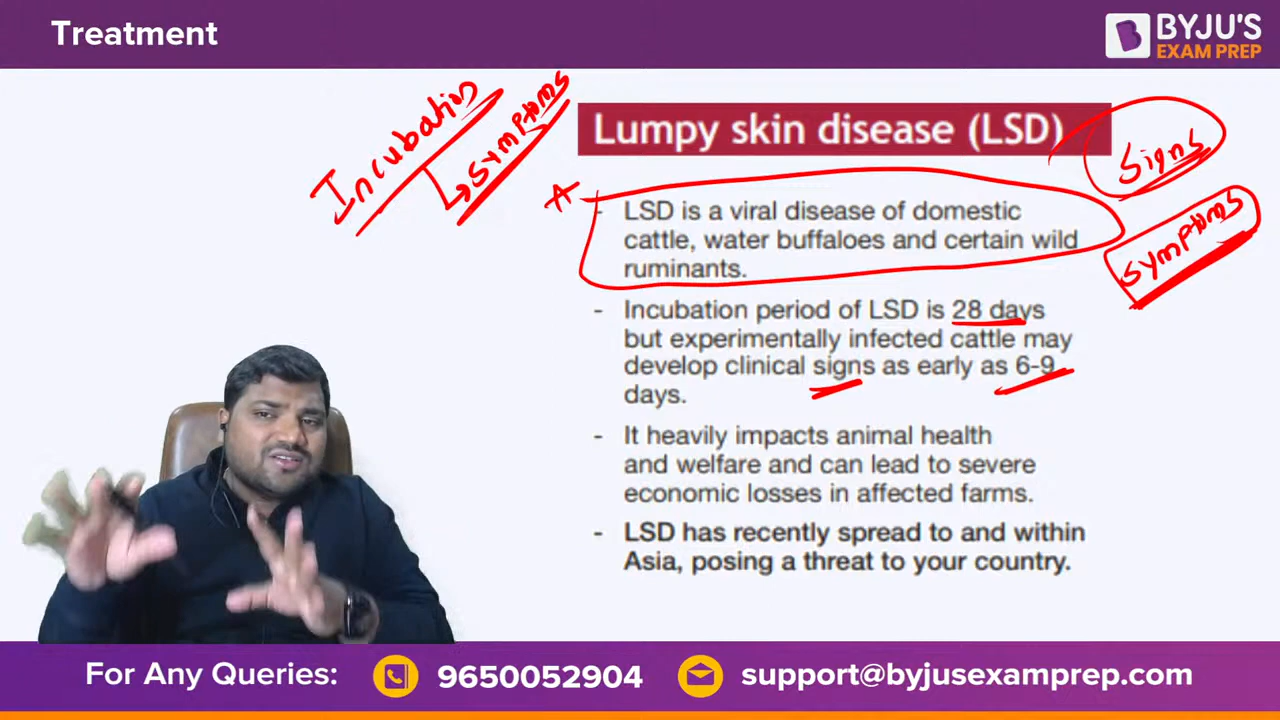 Treatment
BYJU'S
EXAM PREP
Incubation
↳ symptoms
Lumpy skin disease (LSD)
Signs
symptoms
- LSD is a viral disease of domestic
cattle, water buffaloes and certain wild
ruminants.
- Incubation period of LSD is 28 days
but experimentally infected cattle may
develop clinical signs as early as 6-9
days.
- It heavily impacts animal health
and welfare and can lead to severe
economic losses in affected farms.
- LSD has recently spread to and within
Asia, posing a threat to your country.
For Any Queries: 9650052904 support@byjusexamprep.com